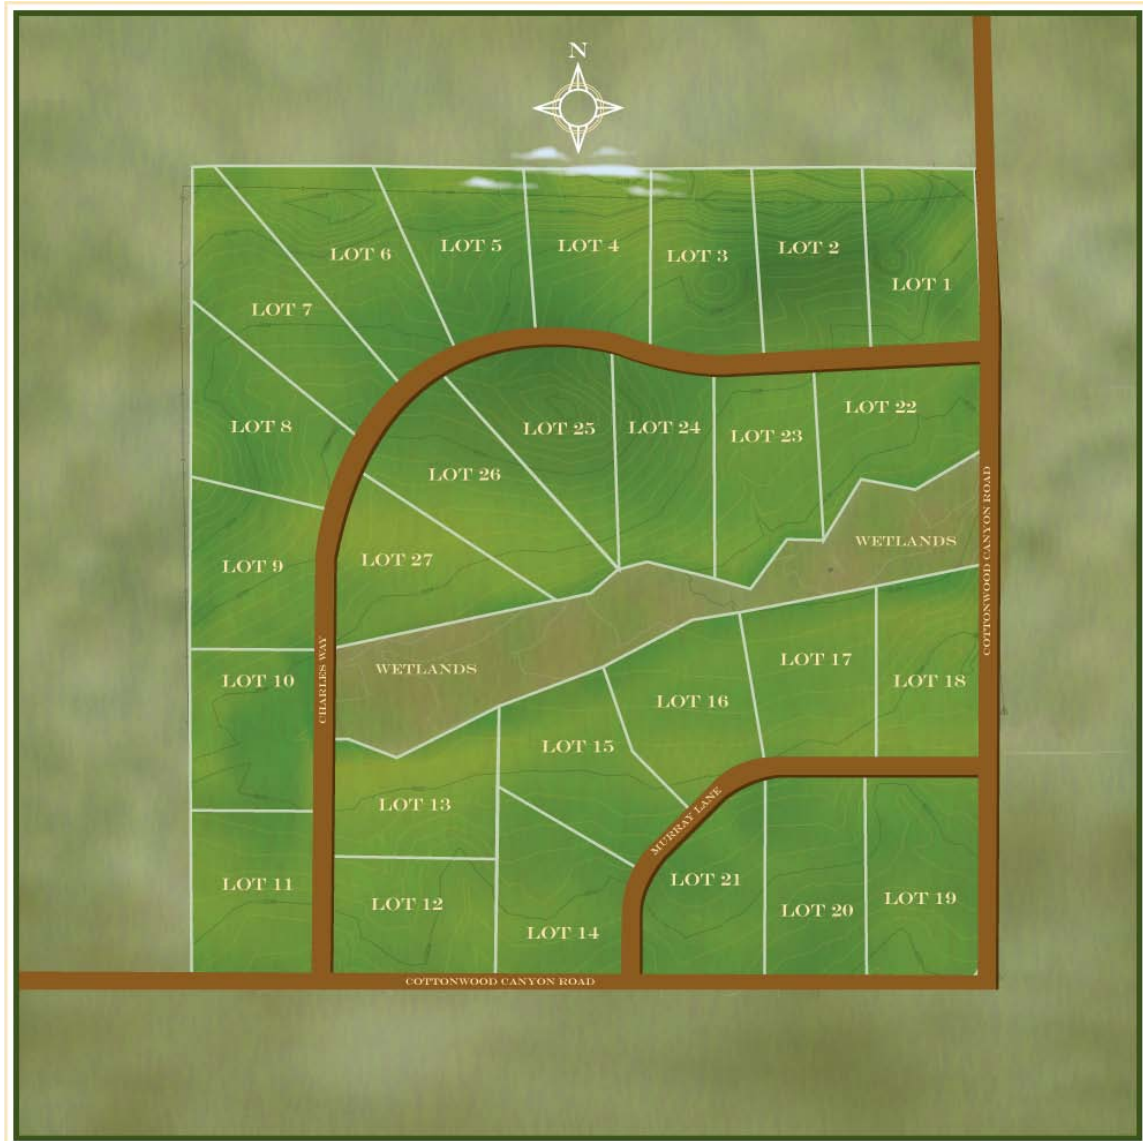 N
LOT 6
LOT 5
LOT 4
LOT 3
LOT 2
LOT 1
LOT 7
LOT 8
LOT 25
LOT 24
LOT 23
LOT 22
LOT 26
LOT 27
LOT 9
WETLANDS
COTTONWOOD CANYON ROAD
CHARLES WAY
WETLANDS
LOT 10
LOT 16
LOT 17
LOT 18
LOT 15
LOT 13
MURRAY LANE
LOT 11
LOT 12
LOT 14
LOT 21
LOT 20
LOT 19
COTTONWOOD CANYON ROAD